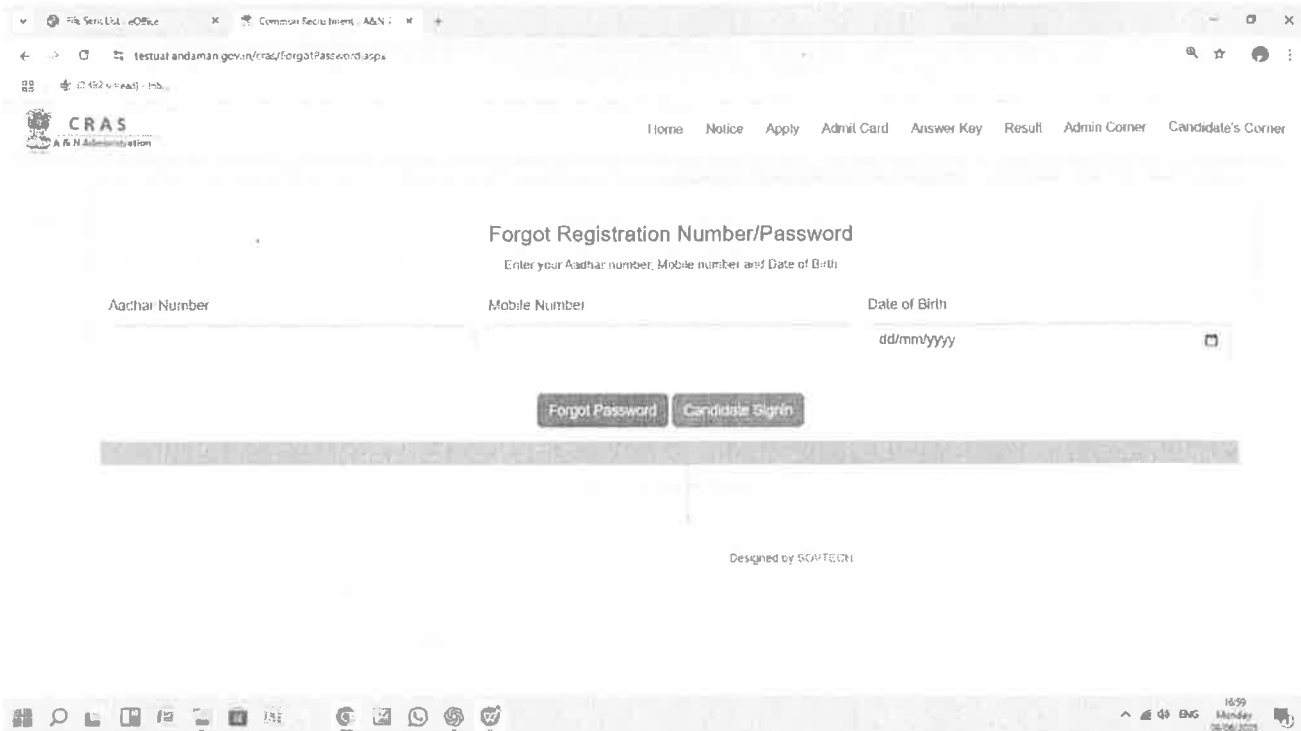 File Sent List - eOffice
Common Recruitment, A&N
testual.andaman.gov.in/cras/ForgotPassword.aspx
CRAS
A & N Administration
Home Notice Apply Admit Card Answer Key Result Admin Corner Candidate's Corner
Forgot Registration Number/Password
Enter your Aadhar number, Mobile number and Date of Birth
Aadhar Number Mobile Number Date of Birth
dd/mm/yyyy
Forgot Password Candidate SignIn
Designed by SOVTECH
16:59
ENG Monday